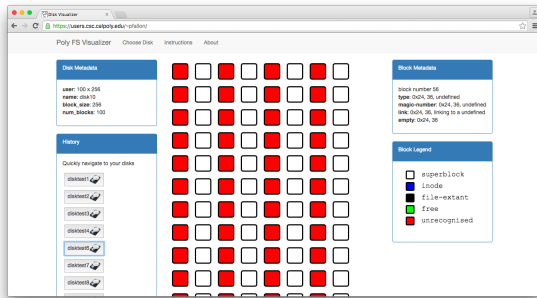 Disk Visualizer
https://users.csc.calpoly.edu/~pfallon/
Poly FS Visualizer Choose Disk Instructions About
Disk Metadata
user: 100 x 256
name: disk10
block_size: 256
num_blocks: 100
History
Quickly navigate to your disks
disktest1
disktest2
disktest3
disktest4
disktest6
disktest7
disktest8
Block Metadata
block number 56
type: 0x24, 36, undefined
magic-number: 0x24, 36, undefined
link: 0x24, 36, linking to a undefined
empty: 0x24, 36
Block Legend
superblock
inode
file-extant
free
unrecognised